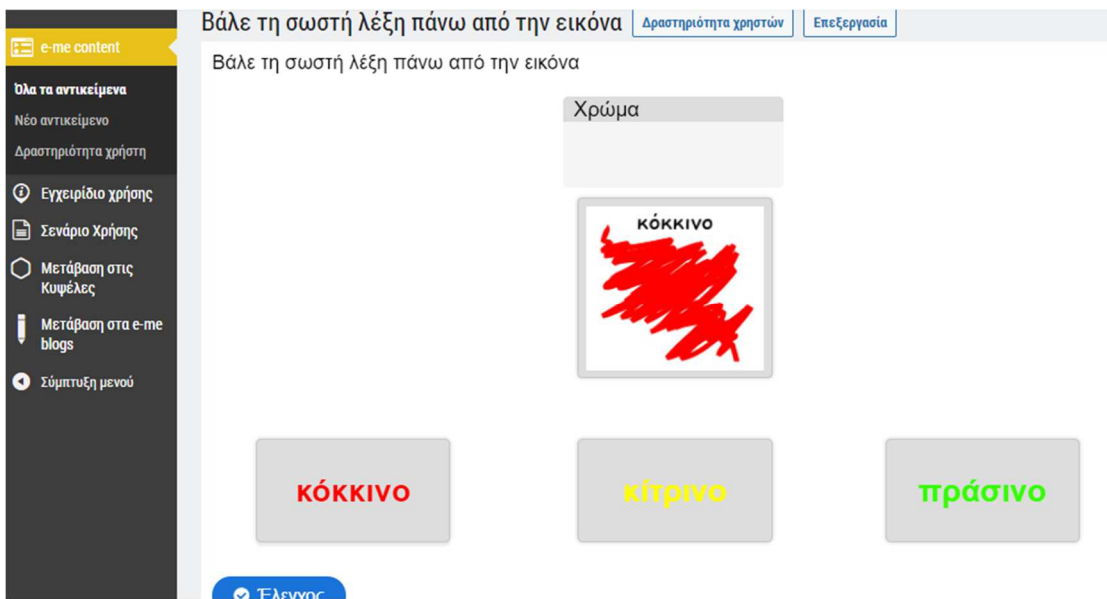 Βάλε τη σωστή λέξη πάνω από την εικόνα
Δραστηριότητα χρηστών
Επεξεργασία
e-me content
Όλα τα αντικείμενα
Νέο αντικείμενο
Δραστηριότητα χρήστη
Εγχειρίδιο χρήσης
Σενάριο Χρήσης
Μετάβαση στις
Κυψέλες
Μετάβαση στα e-me
blogs
Σύμπτυξη μενού
Βάλε τη σωστή λέξη πάνω από την εικόνα
Χρώμα
κόκκινο
κόκκινο
κίτρινο
πράσινο
Έλεγχος